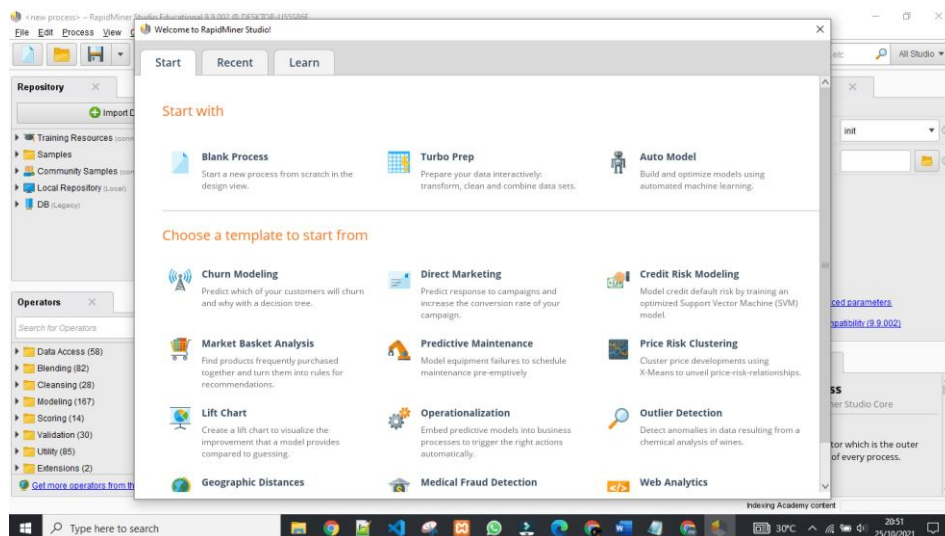 <new process> – RapidMiner Studio Educational 9.9.002 @ DESKTOP-U55586F
File Edit Process View
Welcome to RapidMiner Studio!
Start Recent Learn
etc
All Studio
Repository
Import D
Training Resources
Samples
Community Samples
Local Repository (Local)
DB (Legacy)
Operators
Search for Operators
Data Access (58)
Blending (82)
Cleansing (28)
Modeling (167)
Scoring (14)
Validation (30)
Utility (85)
Extensions (2)
Get more operators from th
Start with
Blank Process
Start a new process from scratch in the
design view.
Turbo Prep
Prepare your data interactively:
transform, clean and combine data sets.
Auto Model
Build and optimize models using
automated machine learning.
Choose a template to start from
Churn Modeling
Predict which of your customers will churn
and why with a decision tree.
Direct Marketing
Predict response to campaigns and
increase the conversion rate of your
campaign.
Credit Risk Modeling
Model credit default risk by training an
optimized Support Vector Machine (SVM)
model.
Market Basket Analysis
Find products frequently purchased
together and turn them into rules for
recommendations.
Predictive Maintenance
Model equipment failures to schedule
maintenance pre-emptively
Price Risk Clustering
Cluster price developments using
X-Means to unveil price-risk-relationships.
Lift Chart
Create a lift chart to visualize the
improvement that a model provides
compared to guessing.
Operationalization
Embed predictive models into business
processes to trigger the right actions
automatically.
Outlier Detection
Detect anomalies in data resulting from a
chemical analysis of wines.
Geographic Distances
Medical Fraud Detection
Web Analytics
init
ced parameters
mpatibility (9.9.002)
ss
ner Studio Core
tor which is the outer
of every process.
Indexing Academy content
Type here to search
30°C
20:51
25/10/2021